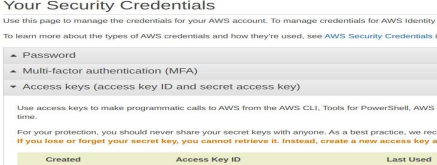 Your Security Credentials
Use this page to manage the credentials for your AWS account. To manage credentials for AWS Identity
To learn more about the types of AWS credentials and how they're used, see AWS Security Credentials i
Password
Multi-factor authentication (MFA)
Access keys (access key ID and secret access key)
Use access keys to make programmatic calls to AWS from the AWS CLI, Tools for PowerShell, AWS
time.
For your protection, you should never share your secret keys with anyone. As a best practice, we rec
If you lose or forget your secret key, you cannot retrieve it. Instead, create a new access key a
Created Access Key ID Last Used